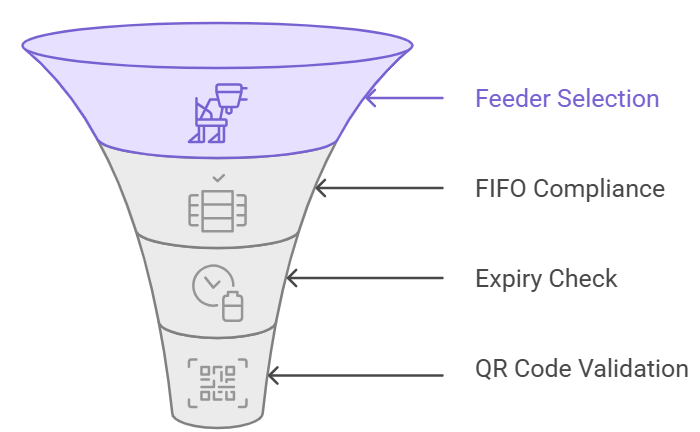 Feeder Selection
FIFO Compliance
Expiry Check
QR Code Validation